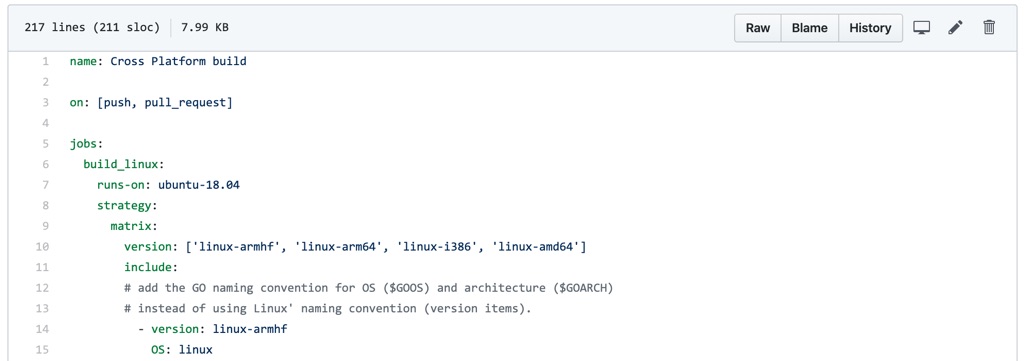 217 lines (211 sloc) 7.99 KB Raw Blame History
1 name: Cross Platform build
2
3 on: [push, pull_request]
4
5 jobs:
6 build_linux:
7 runs-on: ubuntu-18.04
8 strategy:
9 matrix:
10 version: ['linux-armhf', 'linux-arm64', 'linux-i386', 'linux-amd64']
11 include:
12 # add the GO naming convention for OS ($GOOS) and architecture ($GOARCH)
13 # instead of using Linux' naming convention (version items).
14 - version: linux-armhf
15 OS: linux